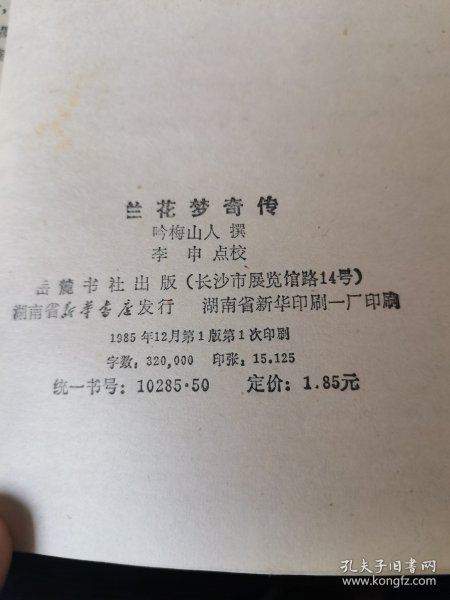 兰花梦奇传
吟梅山人 撰
李申 点校
岳麓书社出版(长沙市展览馆路14号)
湖南省新华书店发行 湖南省新华印刷一厂印刷
1985年12月第1版第1次印刷
字数：320,000 印张：15.125
统一书号：10285·50 定价：1.85元
孔夫子旧书网
www.kongfz.com